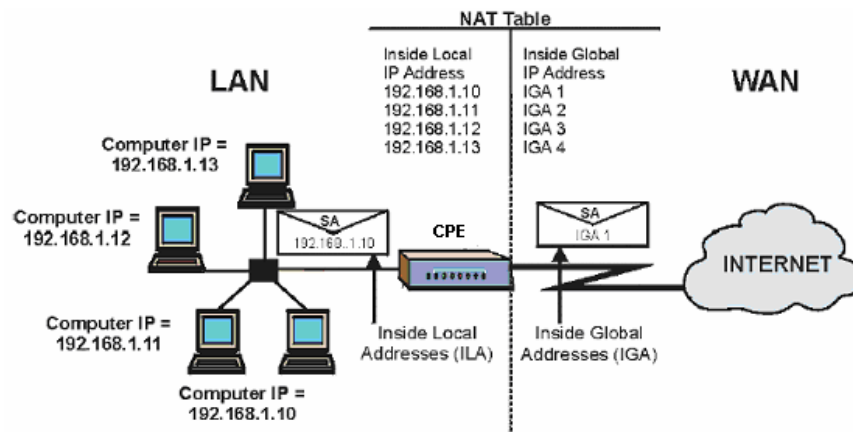 NAT Table
Inside Local
IP Address
192.168.1.10
192.168.1.11
192.168.1.12
192.168.1.13
Inside Global
IP Address
IGA 1
IGA 2
IGA 3
IGA 4
LAN
WAN
Computer IP =
192.168.1.13
Computer IP =
192.168.1.12
SA
192.168..1.10
CPE
SA
IGA 1
INTERNET
Computer IP =
192.168.1.11
Inside Local
Addresses (ILA)
Inside Global
Addresses (IGA)
Computer IP =
192.168.1.10